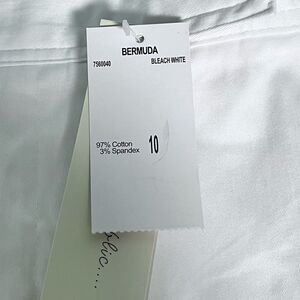 BERMUDA
7560040 BLEACH WHITE
97% Cotton
3% Spandex
10